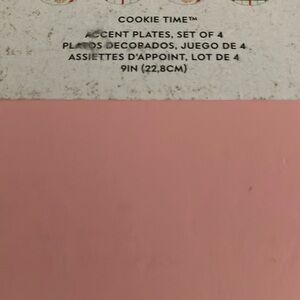 COOKIE TIME™
ACCENT PLATES, SET OF 4
PLATOS DECORADOS, JUEGO DE 4
ASSIETTES D'APPOINT, LOT DE 4
9IN (22,8CM)